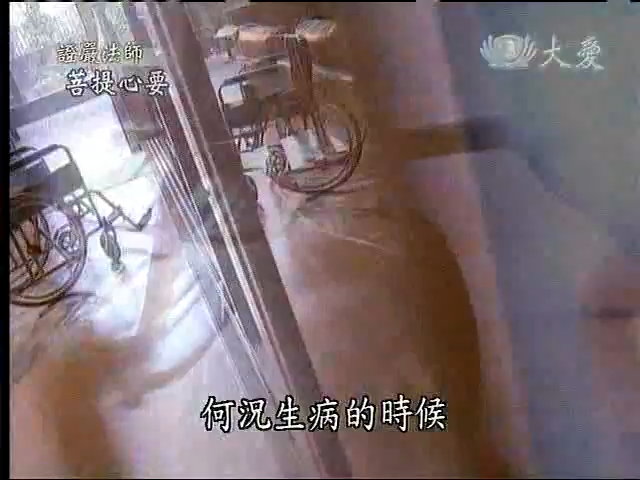 證嚴法師
菩提心要
大愛
何況生病的時候